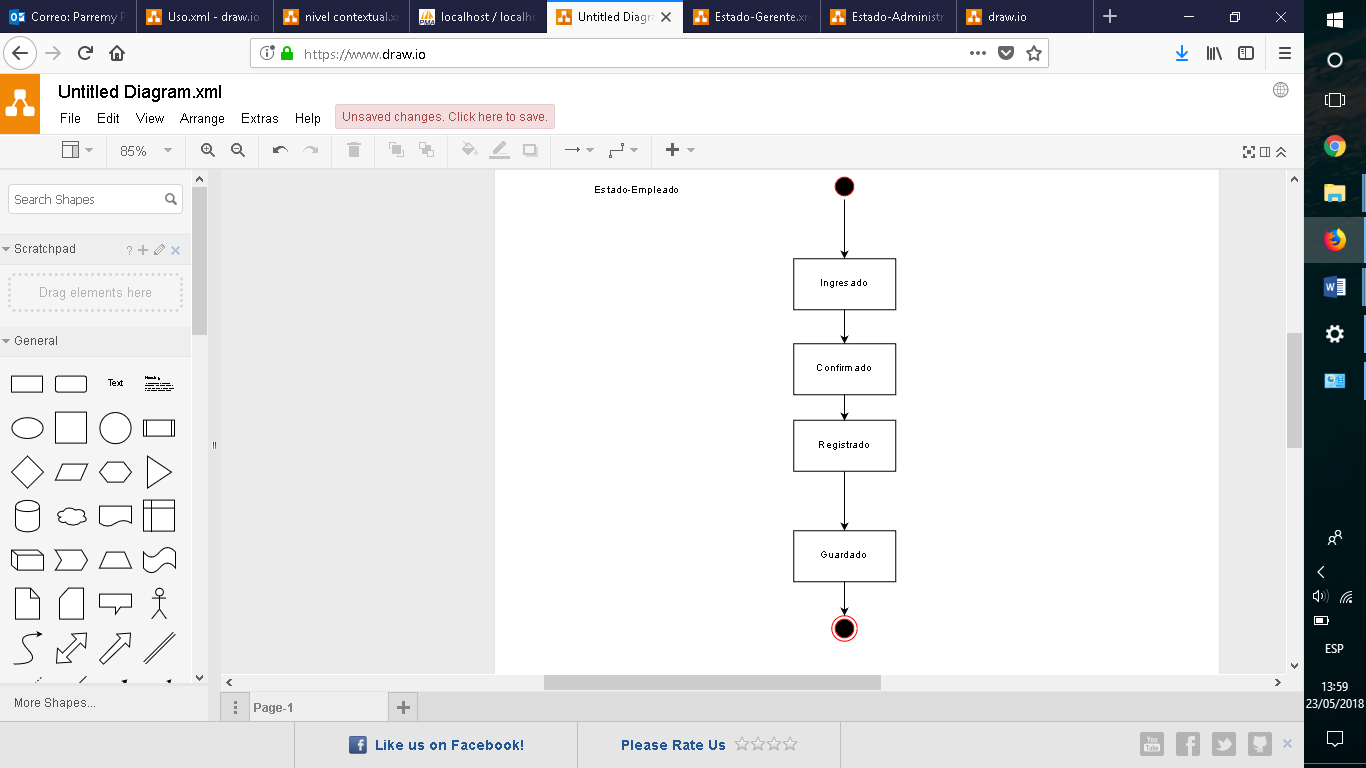 Correo: Parremy P
Uso.xml - draw.io
nivel contextual.x
localhost / localh
Untitled Diagra
Estado-Gerente.xm
Estado-Administr
draw.io
https://www.draw.io
Untitled Diagram.xml
File Edit View Arrange Extras Help Unsaved changes. Click here to save.
85%
Search Shapes
Scratchpad ?
Drag elements here
General
Text
Estado-Empleado
Ingresado
Confirmado
Registrado
Guardado
More Shapes...
Page-1
Like us on Facebook!
Please Rate Us
ESP
13:59
23/05/2018